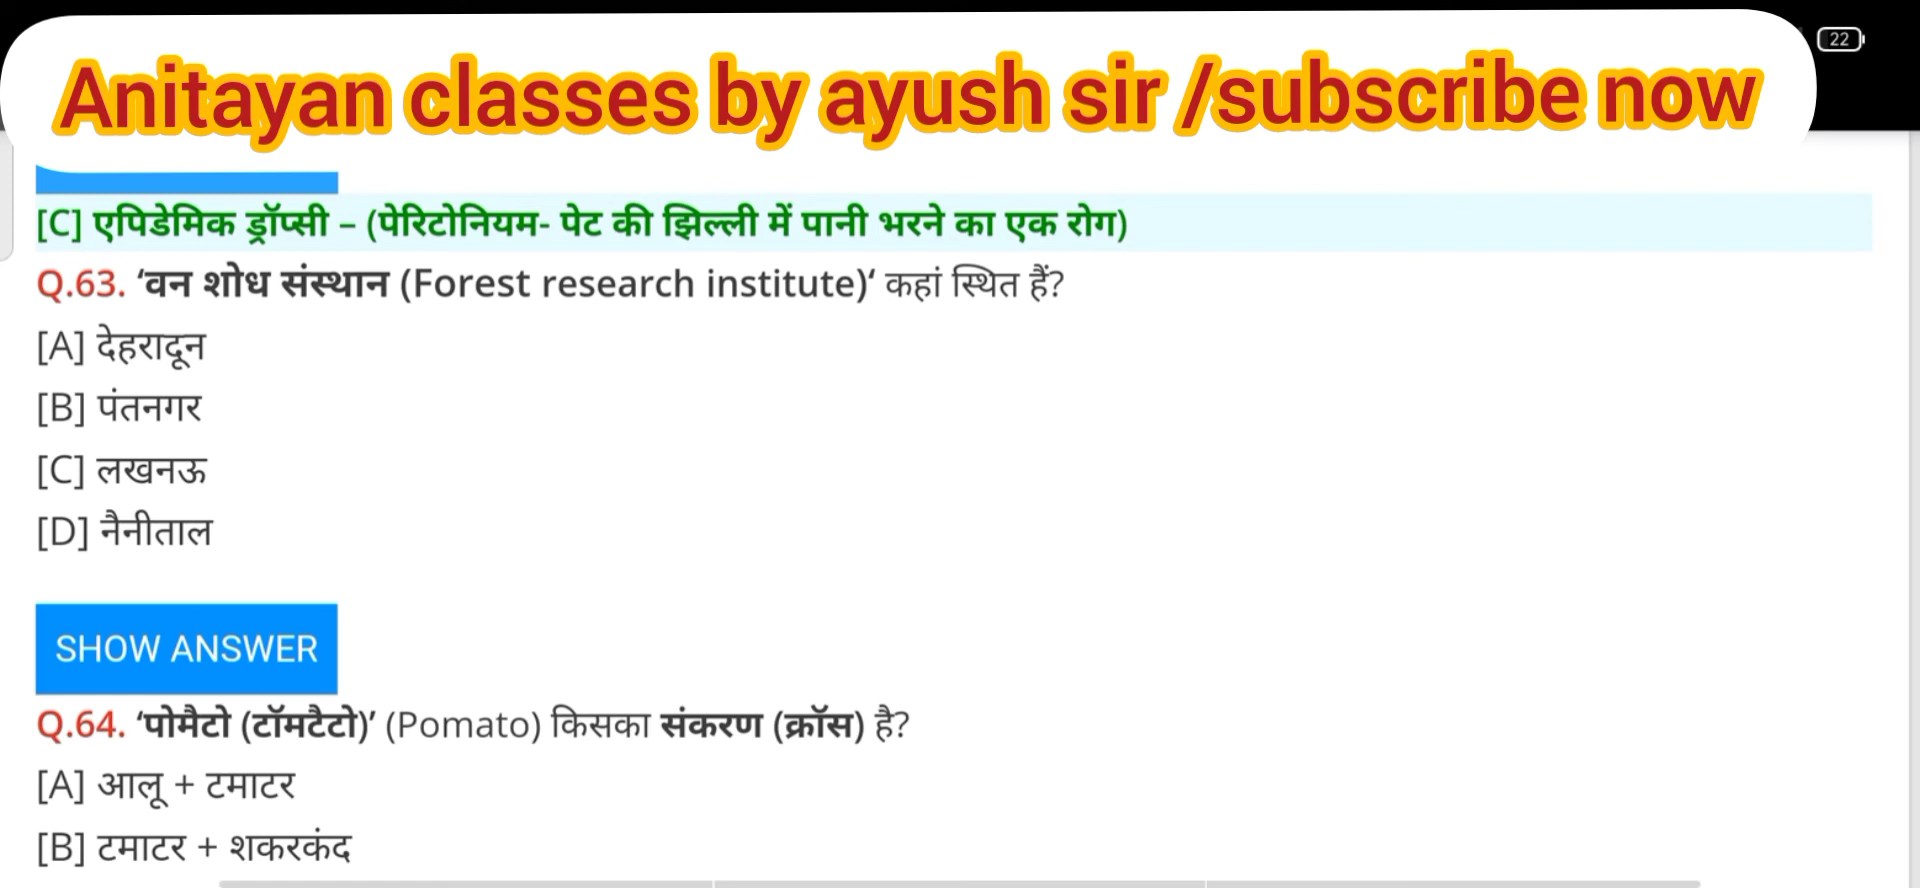 Anitayan classes by ayush sir /subscribe now
22
[C] एपिडेमिक ड्रॉप्सी – (पेरिटोनियम- पेट की झिल्ली में पानी भरने का एक रोग)
Q.63. ‘वन शोध संस्थान (Forest research institute)‘ कहां स्थित हैं?
[A] देहरादून
[B] पंतनगर
[C] लखनऊ
[D] नैनीताल
SHOW ANSWER
Q.64. ‘पोमैटो (टॉमटैटो)’ (Pomato) किसका संकरण (क्रॉस) है?
[A] आलू + टमाटर
[B] टमाटर + शकरकंद